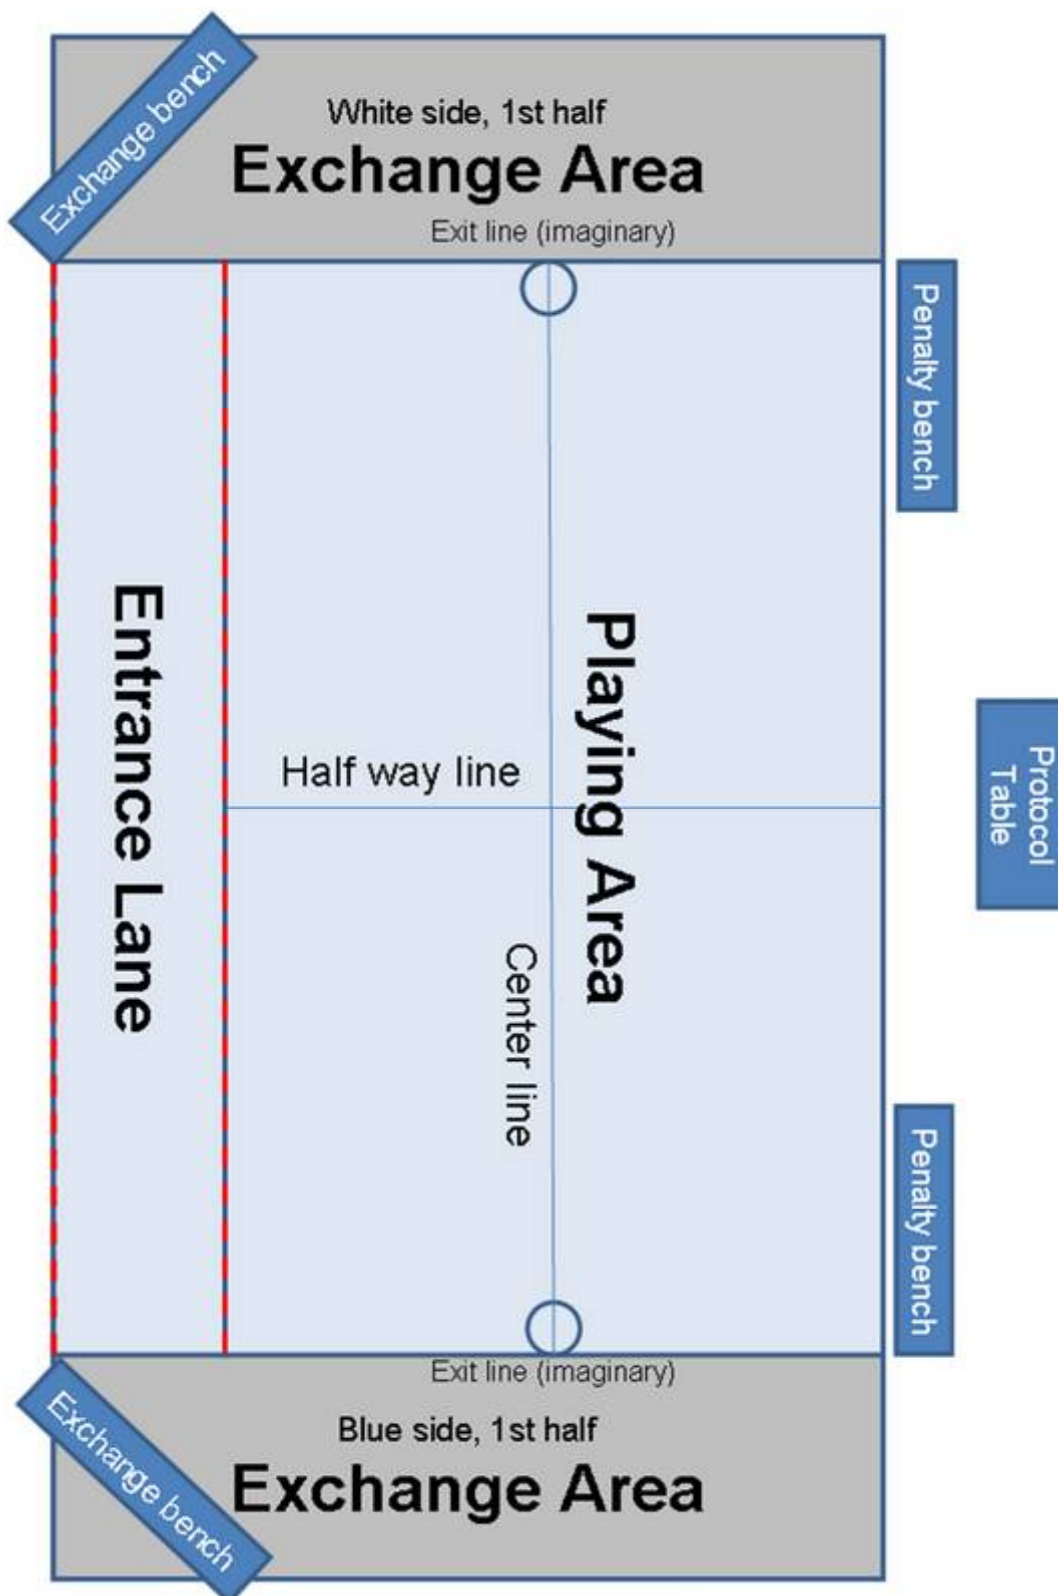 Exchange bench
White side, 1st half
Exchange Area
Exit line (imaginary)
Penalty bench
Entrance Lane
Half way line
Playing Area
Protocol
Table
Center line
Penalty bench
Exit line (imaginary)
Blue side, 1st half
Exchange bench
Exchange Area